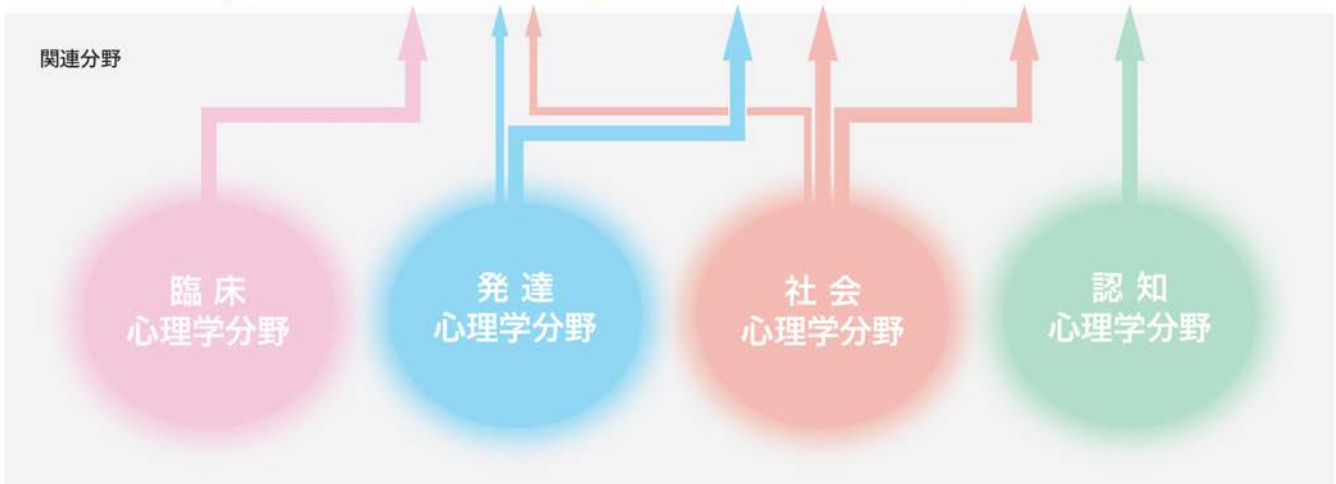 関連分野
臨床
心理学分野
発達
心理学分野
社会
心理学分野
認知
心理学分野